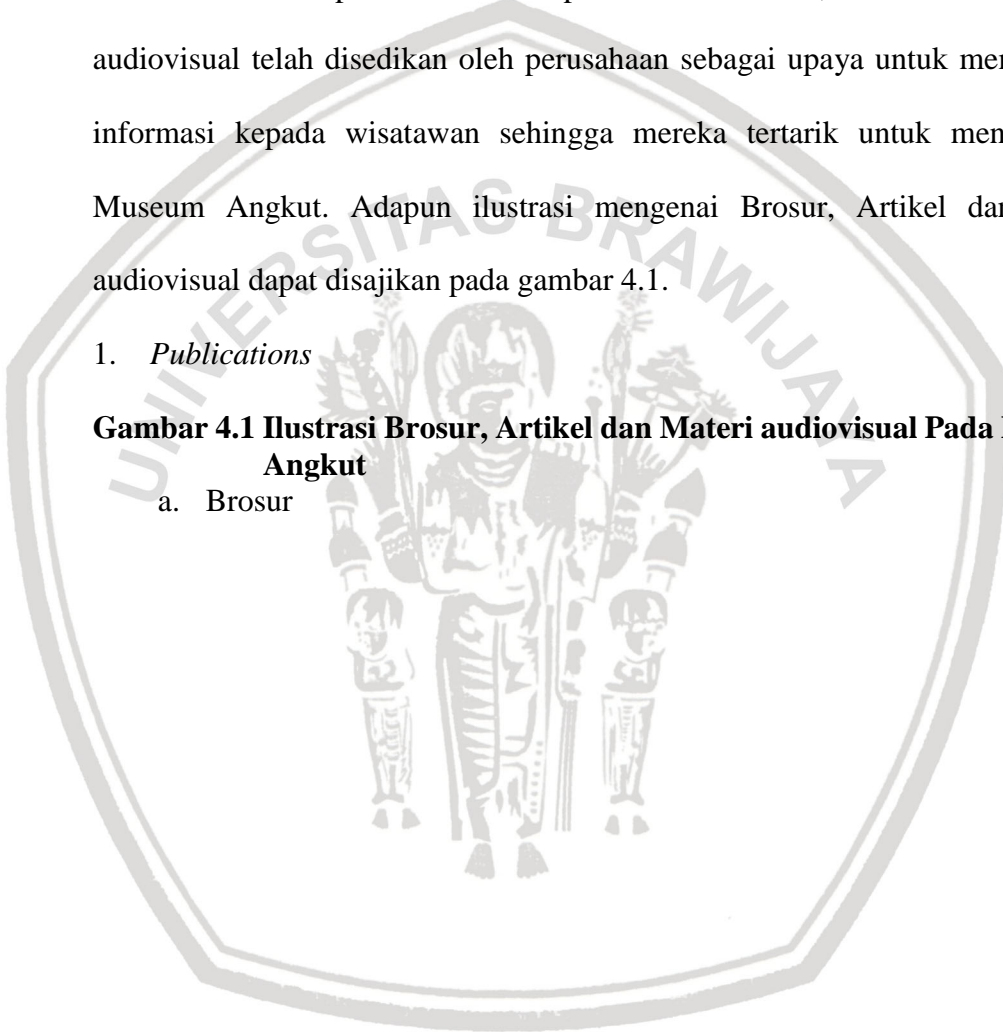 audiovisual telah disedikan oleh perusahaan sebagai upaya untuk
informasi kepada wisatawan sehingga mereka tertarik untuk
Museum Angkut. Adapun ilustrasi mengenai Brosur, Artikel
audiovisual dapat disajikan pada gambar 4.1.
1. Publications
Gambar 4.1 Ilustrasi Brosur, Artikel dan Materi audiovisual Pada
Angkut
a. Brosur
UNIVERSITAS BRAWIJAYA